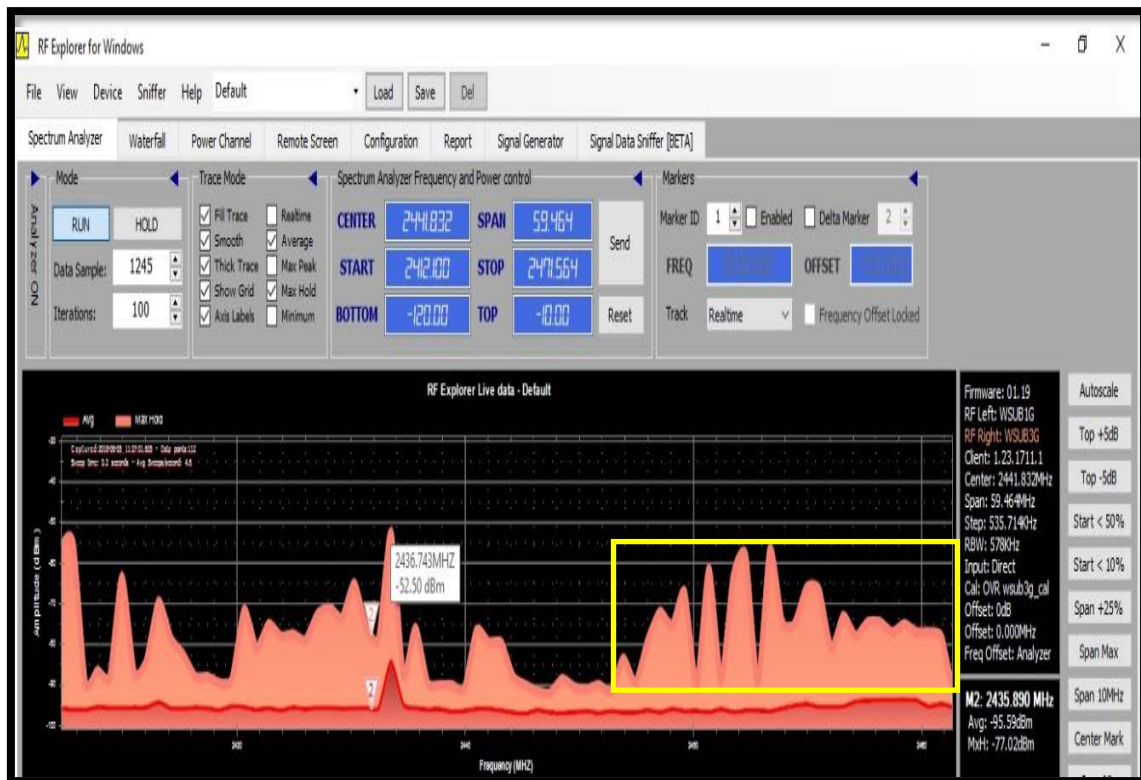 RF Explorer for Windows
File View Device Sniffer Help Default Load Save Del
Spectrum Analyzer Waterfall Power Channel Remote Screen Configuration Report Signal Generator Signal Data Sniffer [BETA]
Analyzer ON
Mode
RUN HOLD
Data Sample: 1245
Iterations: 100
Trace Mode
Fill Trace Realtime
Smooth Average
Thick Trace Max Peak
Show Grid Max Hold
Axis Labels Minimum
Spectrum Analyzer Frequency and Power control
CENTER 2441.832 SPAN 59.464
START 2412.100 STOP 2471.564
BOTTOM -120.00 TOP -10.00
Send
Reset
Markers
Marker ID 1 Enabled Delta Marker 2
FREQ OFFSET
Track Realtime Frequency Offset Locked
RF Explorer Live data - Default
Avg Max Hold
Amplitude (dBm)
2436.743MHZ
-52.50 dBm
2
2
Frequency (MHZ)
Firmware: 01.19
RF Left: WSUB1G
RF Right: WSUB3G
Client: 1.23.1711.1
Center: 2441.832MHz
Span: 59.464MHz
Step: 535.714KHz
RBW: 578KHz
Input: Direct
Cal: OVR wsub3g_cal
Offset: 0dB
Offset: 0.000MHz
Freq Offset: Analyzer
M2: 2435.890 MHz
Avg: -95.59dBm
MxH: -77.02dBm
Autoscale
Top +5dB
Top -5dB
Start < 50%
Start < 10%
Span +25%
Span Max
Span 10MHz
Center Mark